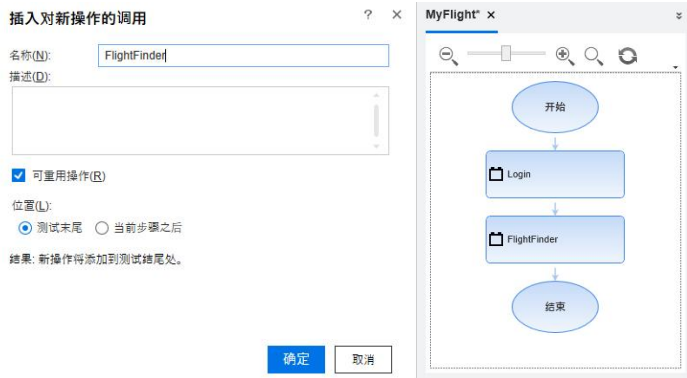 插入对新操作的调用
名称(N): FlightFinder
描述(D):
可重用操作(R)
位置(L):
测试末尾 当前步骤之后
结果: 新操作将添加到测试结尾处。
确定 取消
MyFlight*
开始
Login
FlightFinder
结束